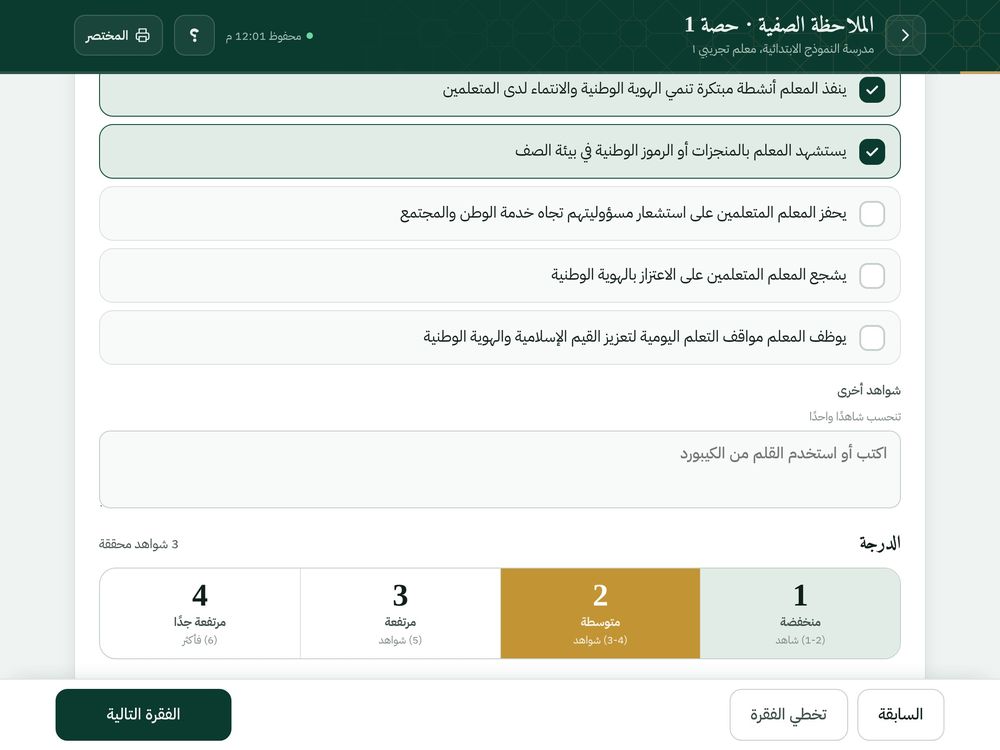 الملاحظة الصفية · حصة 1
مدرسة النموذج الابتدائية، معلم تجريبي ١
محفوظ 12:01 م
؟
المختصر
ينفذ المعلم أنشطة مبتكرة تنمي الهوية الوطنية والانتماء لدى المتعلمين
يستشهد المعلم بالمنجزات أو الرموز الوطنية في بيئة الصف
يحفز المعلم المتعلمين على استشعار مسؤوليتهم تجاه خدمة الوطن والمجتمع
يشجع المعلم المتعلمين على الاعتزاز بالهوية الوطنية
يوظف المعلم مواقف التعلم اليومية لتعزيز القيم الإسلامية والهوية الوطنية
شواهد أخرى
تنحسب شاهدًا واحدًا
اكتب أو استخدم القلم من الكيبورد
الدرجة
3 شواهد محققة
1
منخفضة
(1-2) شاهد
2
متوسطة
(3-4) شواهد
3
مرتفعة
(5) شواهد
4
مرتفعة جدًا
(6) فأكثر
السابقة
تخطي الفقرة
الفقرة التالية